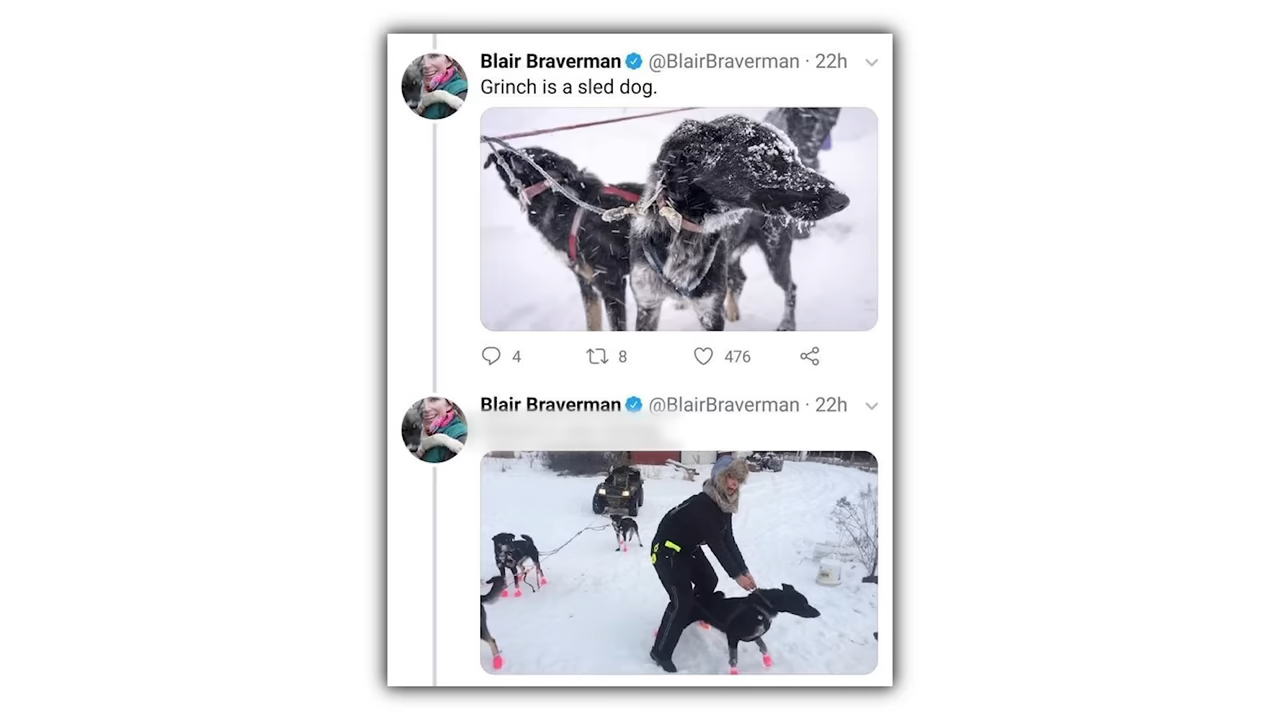 Blair Braverman @BlairBraverman · 22h
Grinch is a sled dog.
4 8 476
Blair Braverman @BlairBraverman · 22h